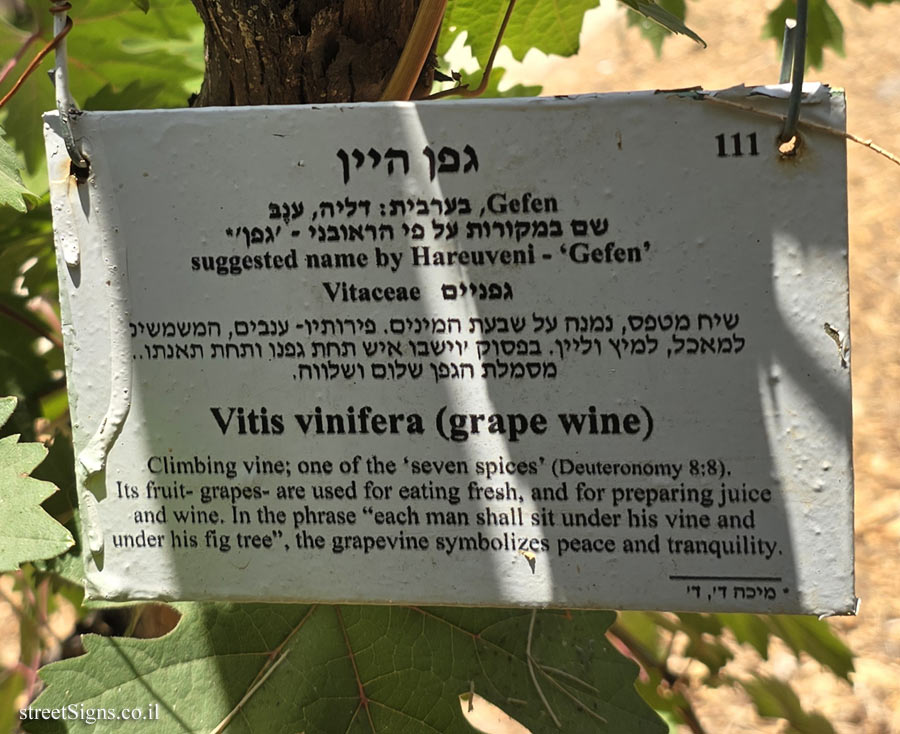 גפן היין
111
Gefen, בערבית: דליה, ענָבּ
שם במקורות על פי הראובני - 'גפן'*
suggested name by Hareuveni - ‘Gefen’
גפניים Vitaceae
שיח מטפס, נמנה על שבעת המינים. פירותיו- ענבים, המשמשים
למאכל, למיץ וליין. בפסוק 'וישבו איש תחת גפנו ותחת תאנתו..
מסמלת הגפן שלום ושלווה.
Vitis vinifera (grape wine)
Climbing vine; one of the ‘seven spices’ (Deuteronomy 8:8).
Its fruit- grapes- are used for eating fresh, and for preparing juice
and wine. In the phrase “each man shall sit under his vine and
under his fig tree”, the grapevine symbolizes peace and tranquility.
* מיכה ד', ד'
streetSigns.co.il